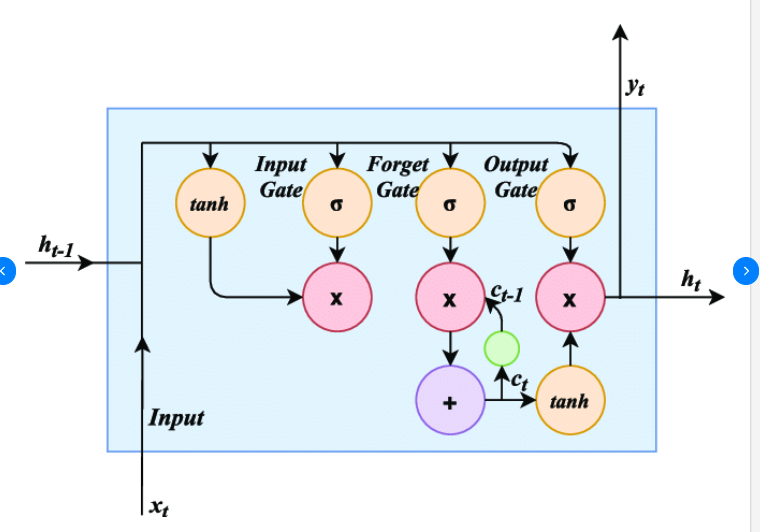 yt
Input
Gate
Forget
Gate
Output
Gate
tanh
σ
σ
σ
ht-1
ct-1
ht
x
x
x
ct
+
tanh
Input
xt